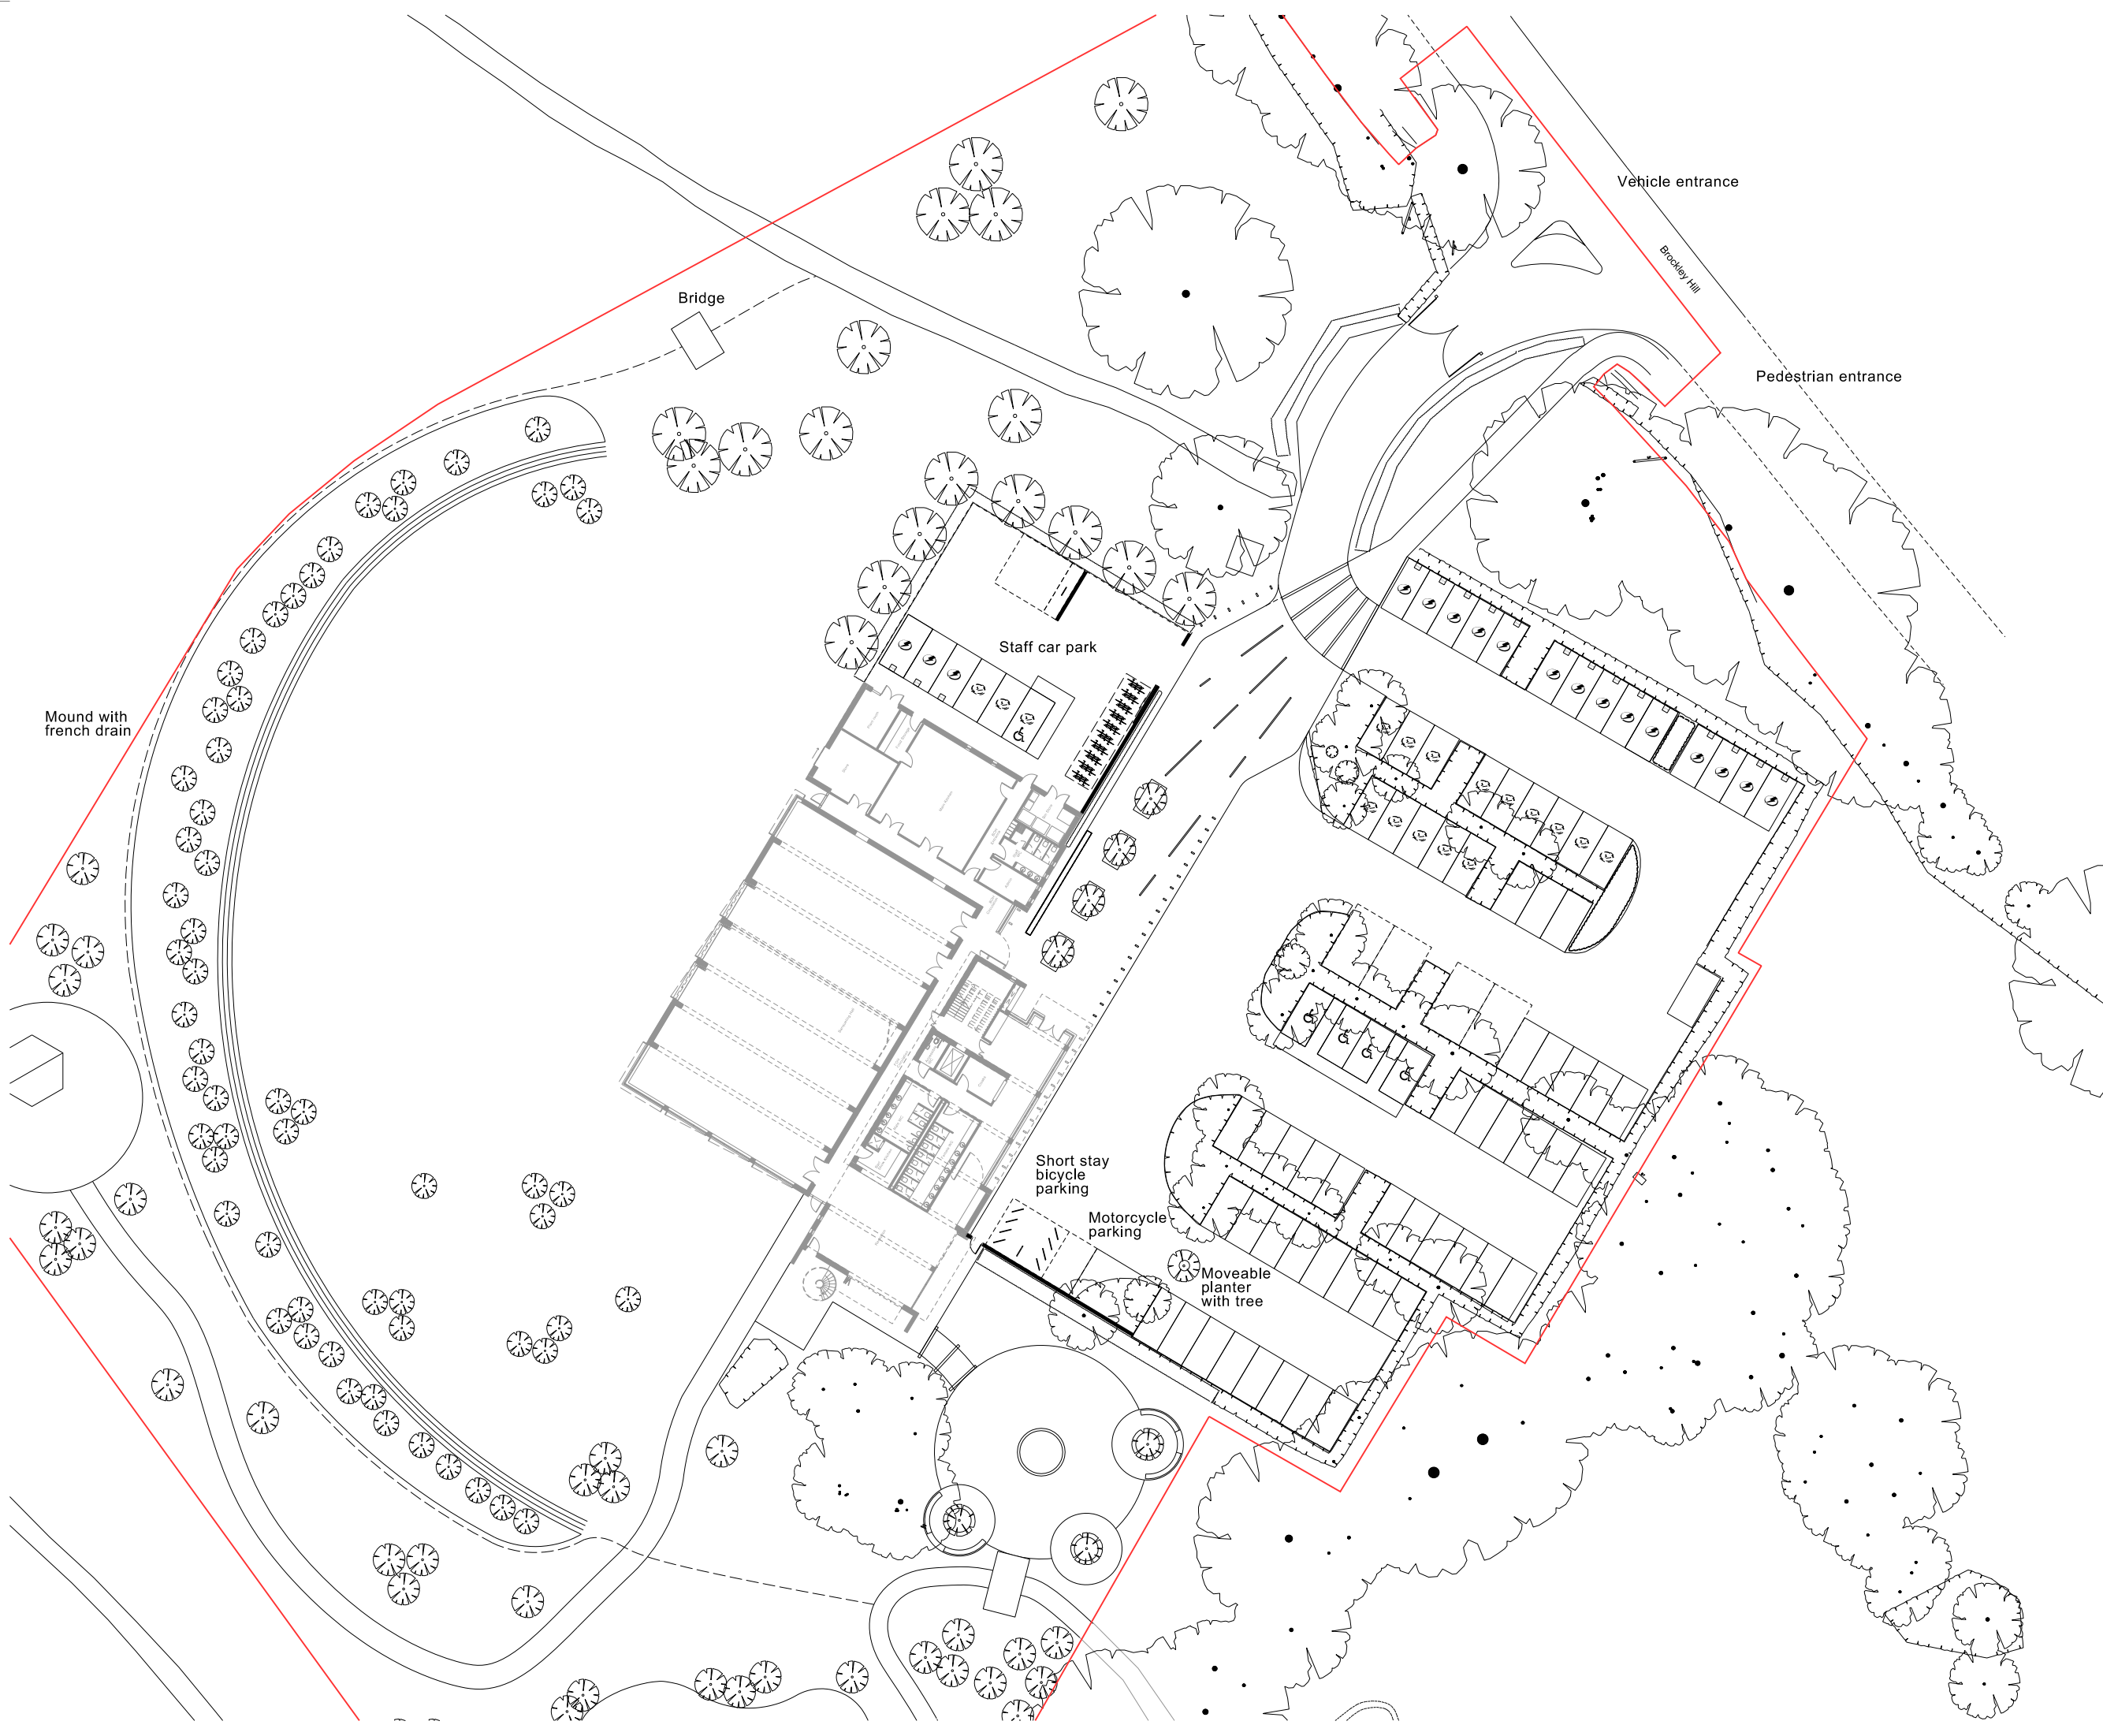 Vehicle entrance
Brockley Hill
Bridge
Pedestrian entrance
Staff car park
Mound with
french drain
Short stay
bicycle
parking
Motorcycle
parking
Moveable
planter
with tree